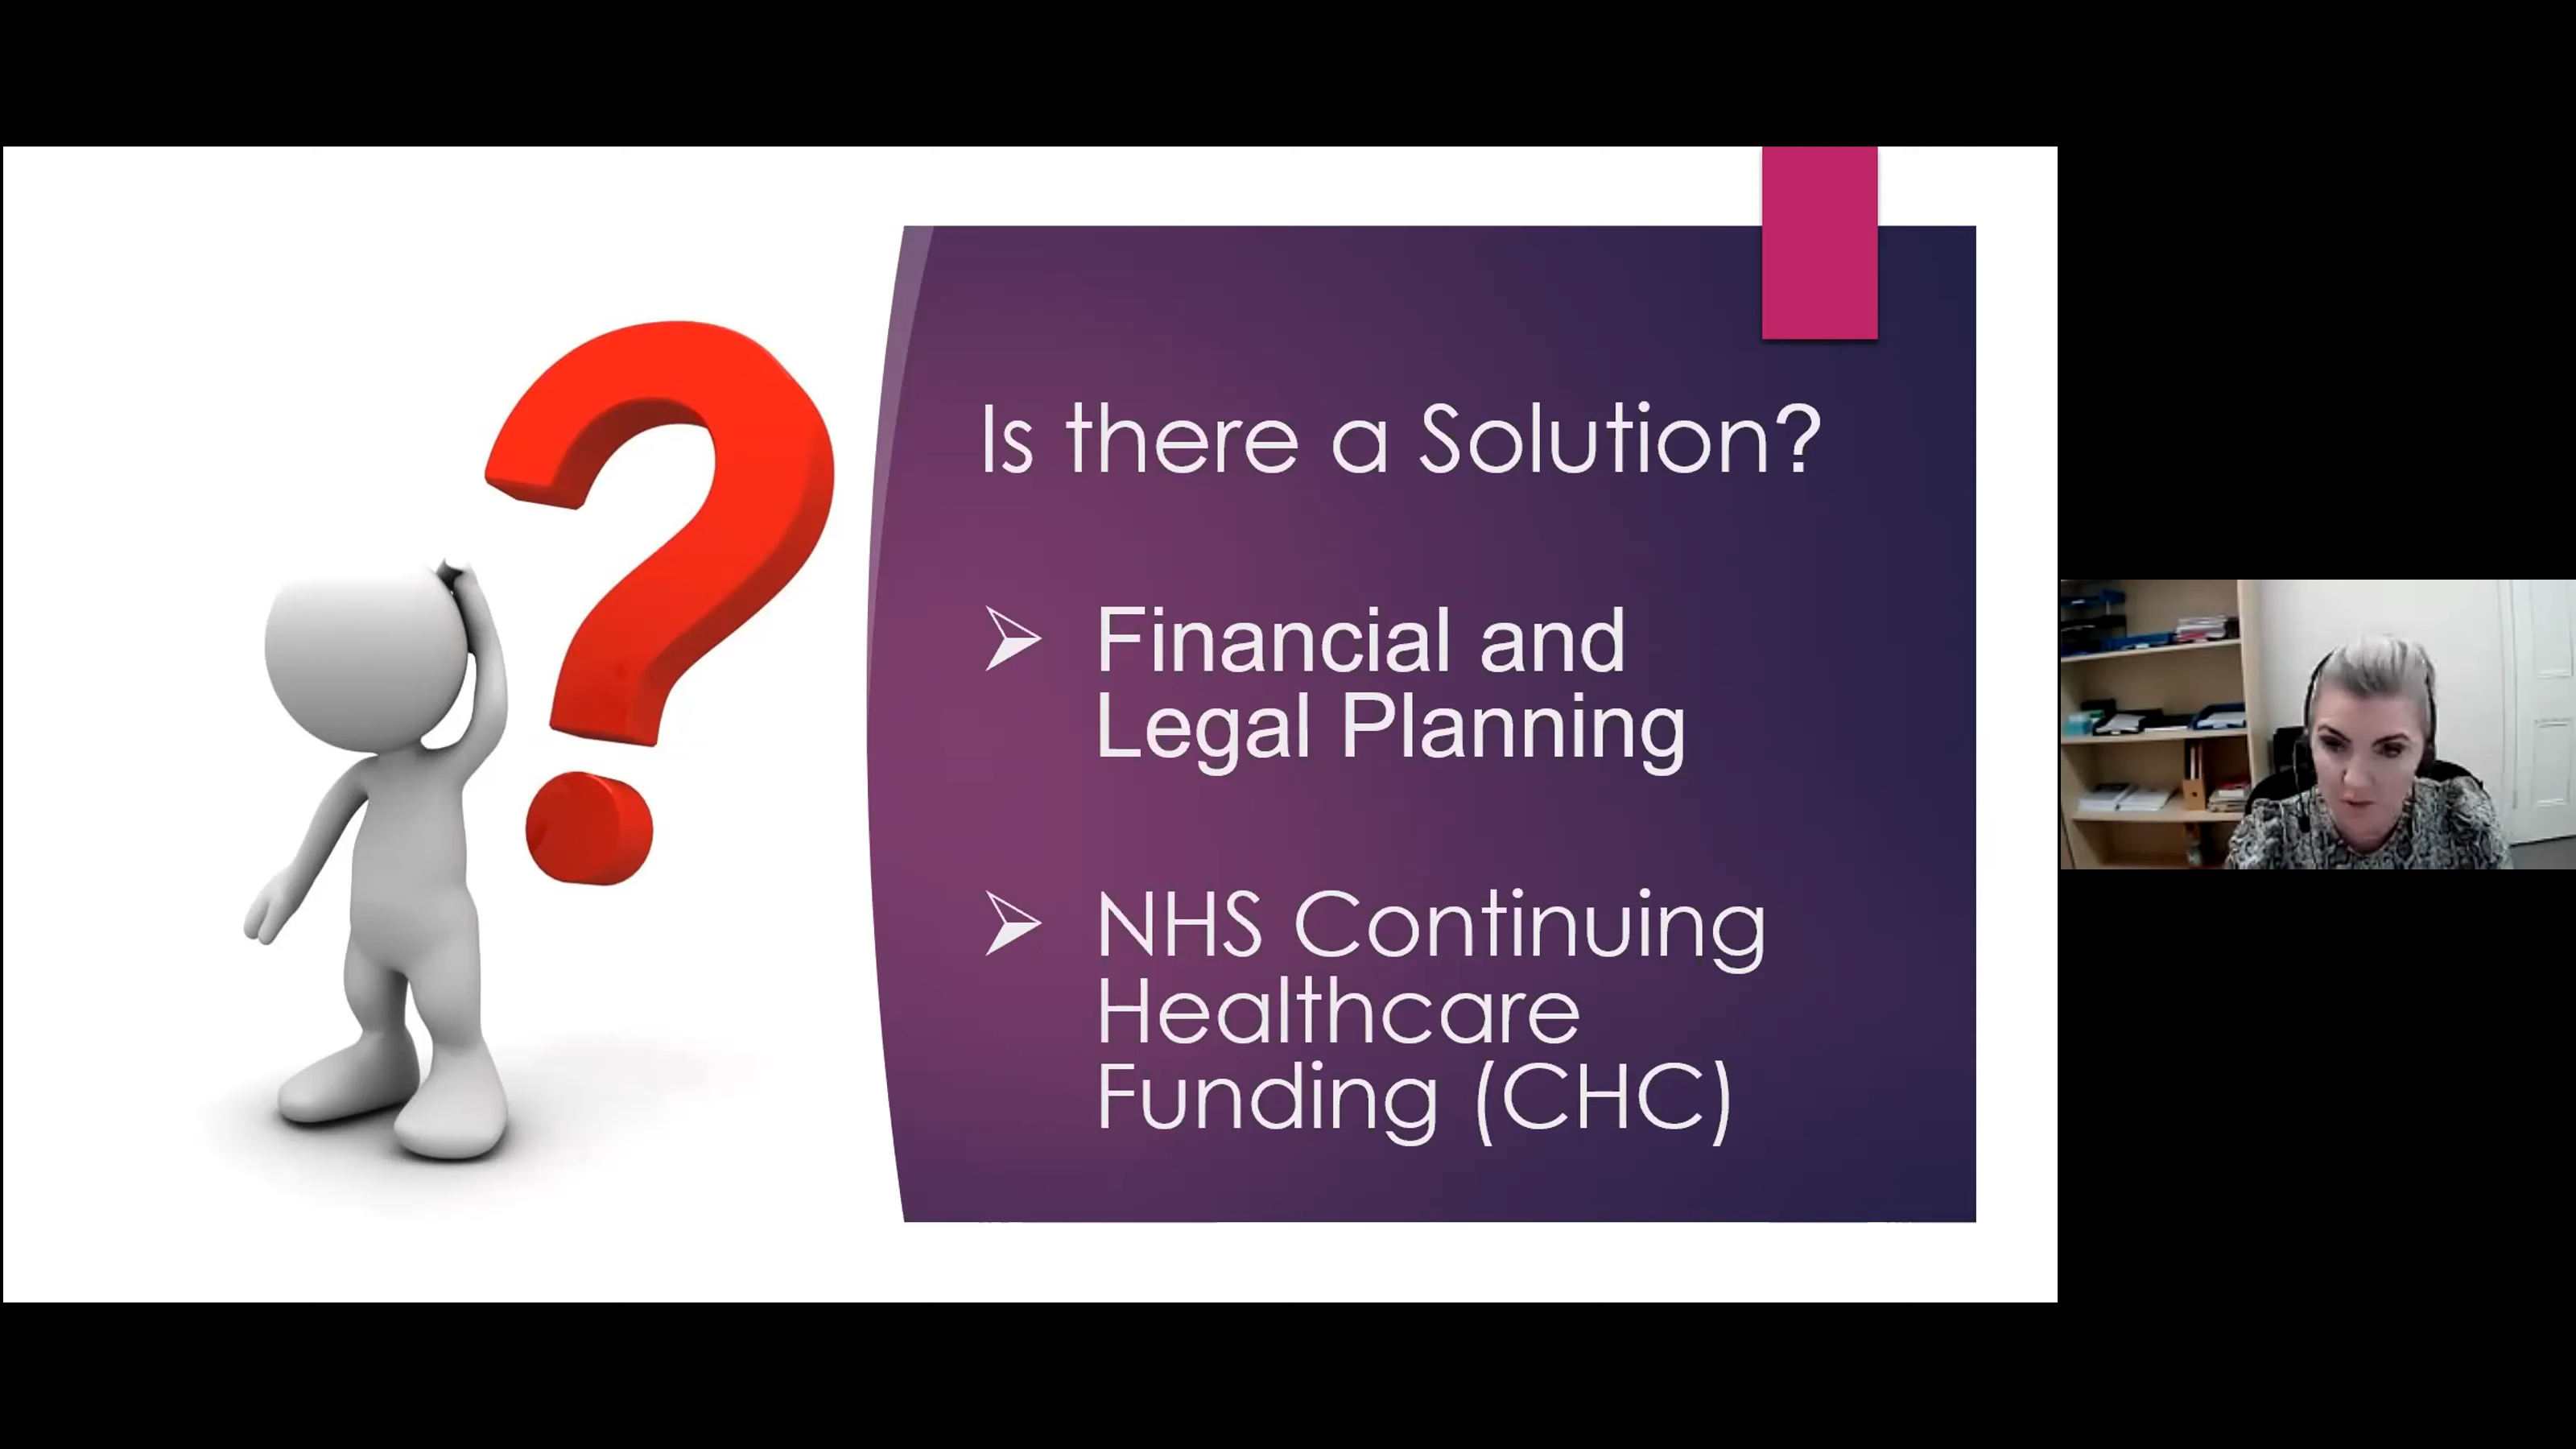 Is there a Solution?
Financial and
Legal Planning
NHS Continuing
Healthcare
Funding (CHC)